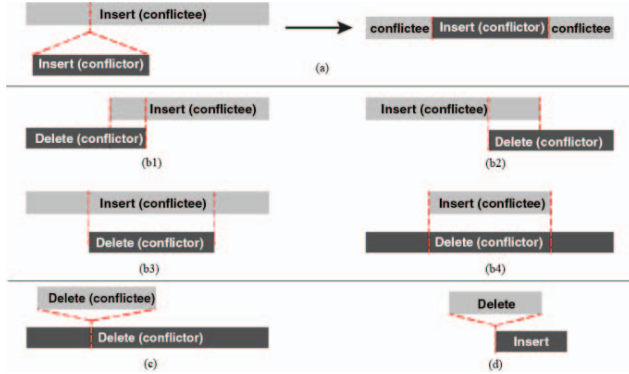 Insert (conflictee)
conflictee Insert (conflictor) conflictee
Insert (conflictor)
(a)
Insert (conflictee)
Insert (conflictee)
Delete (conflictor)
Delete (conflictor)
(b1)
(b2)
Insert (conflictee)
Insert (conflictee)
Delete (conflictor)
Delete (conflictor)
(b3)
(b4)
Delete (conflictee)
Delete
Delete (conflictor)
Insert
(c)
(d)